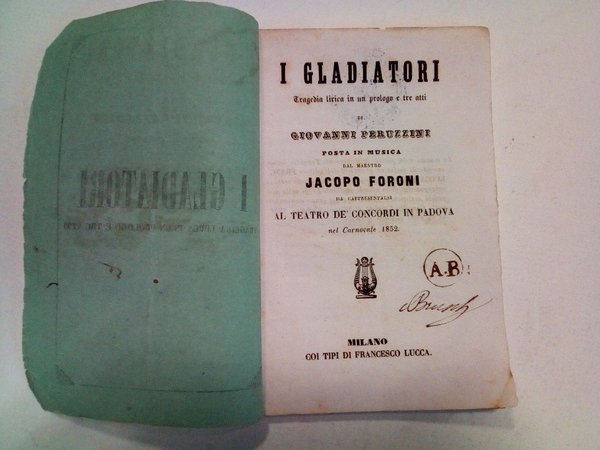 I GLADIATORI
Tragedia lirica in un prologo e tre atti
DI
GIOVANNI PERUZZINI
POSTA IN MUSICA
DAL MAESTRO
JACOPO FORONI
DA RAPPRESENTARSI
AL TEATRO DE' CONCORDI IN PADOVA
nel Carnovale 1852.
A.B
MILANO
COI TIPI DI FRANCESCO LUCCA.
I GLADIATORI